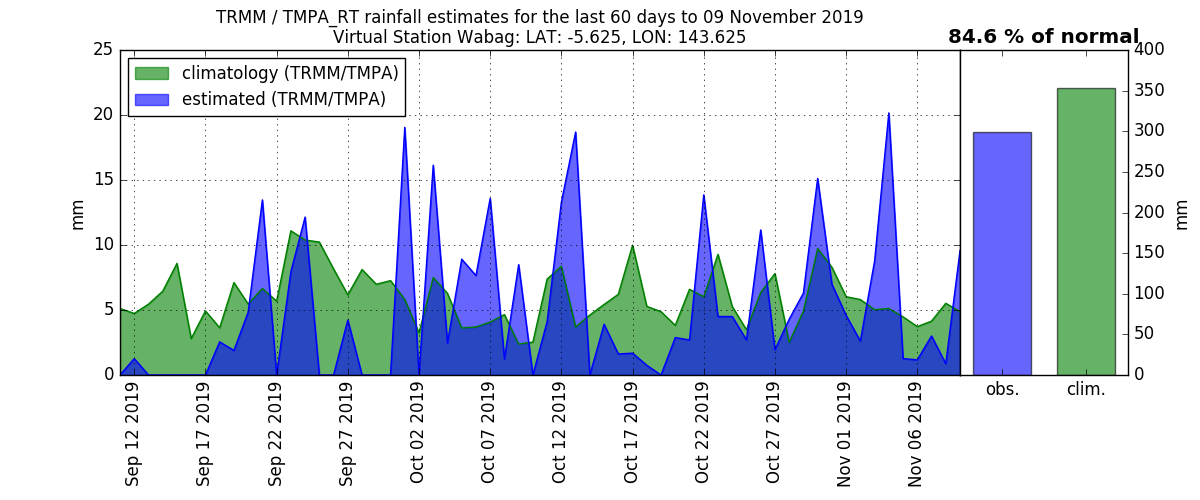 TRMM / TMPA_RT rainfall estimates for the last 60 days to 09 November 2019
Virtual Station Wabag: LAT: -5.625, LON: 143.625
84.6 % of normal
climatology (TRMM/TMPA)
estimated (TRMM/TMPA)
25
20
15
10
5
0
mm
400
350
300
250
200
150
100
50
0
mm
Sep 12 2019
Sep 17 2019
Sep 22 2019
Sep 27 2019
Oct 02 2019
Oct 07 2019
Oct 12 2019
Oct 17 2019
Oct 22 2019
Oct 27 2019
Nov 01 2019
Nov 06 2019
obs.
clim.